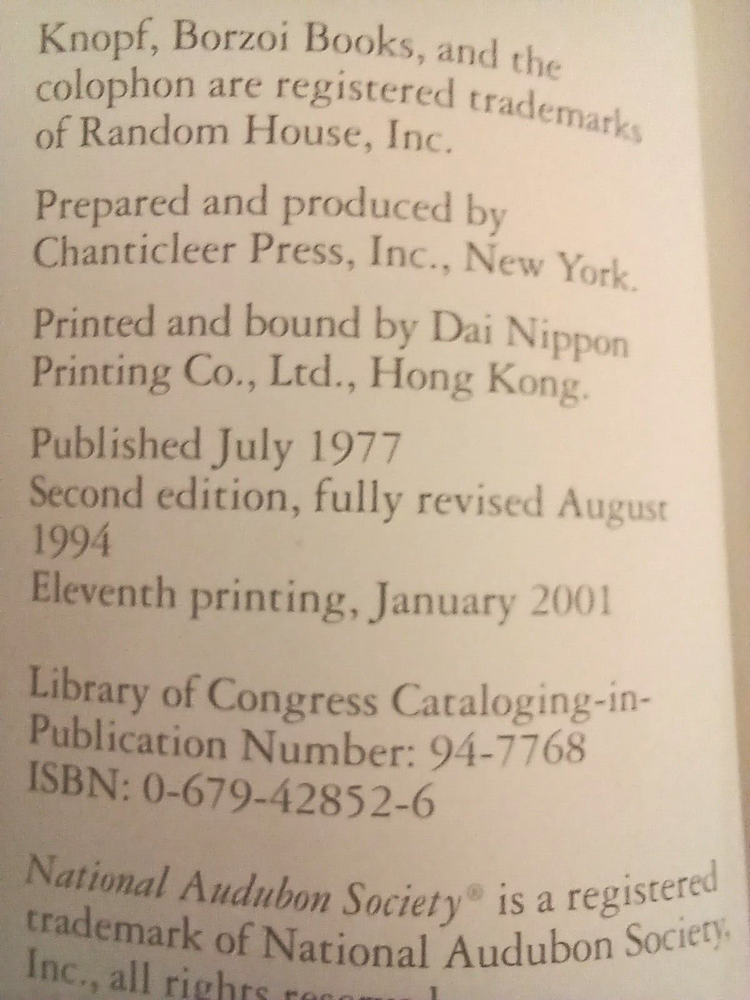 Knopf, Borzoi Books, and the
colophon are registered trademarks
of Random House, Inc.
Prepared and produced by
Chanticleer Press, Inc., New York.
Printed and bound by Dai Nippon
Printing Co., Ltd., Hong Kong.
Published July 1977
Second edition, fully revised August
1994
Eleventh printing, January 2001
Library of Congress Cataloging-in-
Publication Number: 94-7768
ISBN: 0-679-42852-6
National Audubon Society® is a registered
trademark of National Audubon Society,
Inc., all rights